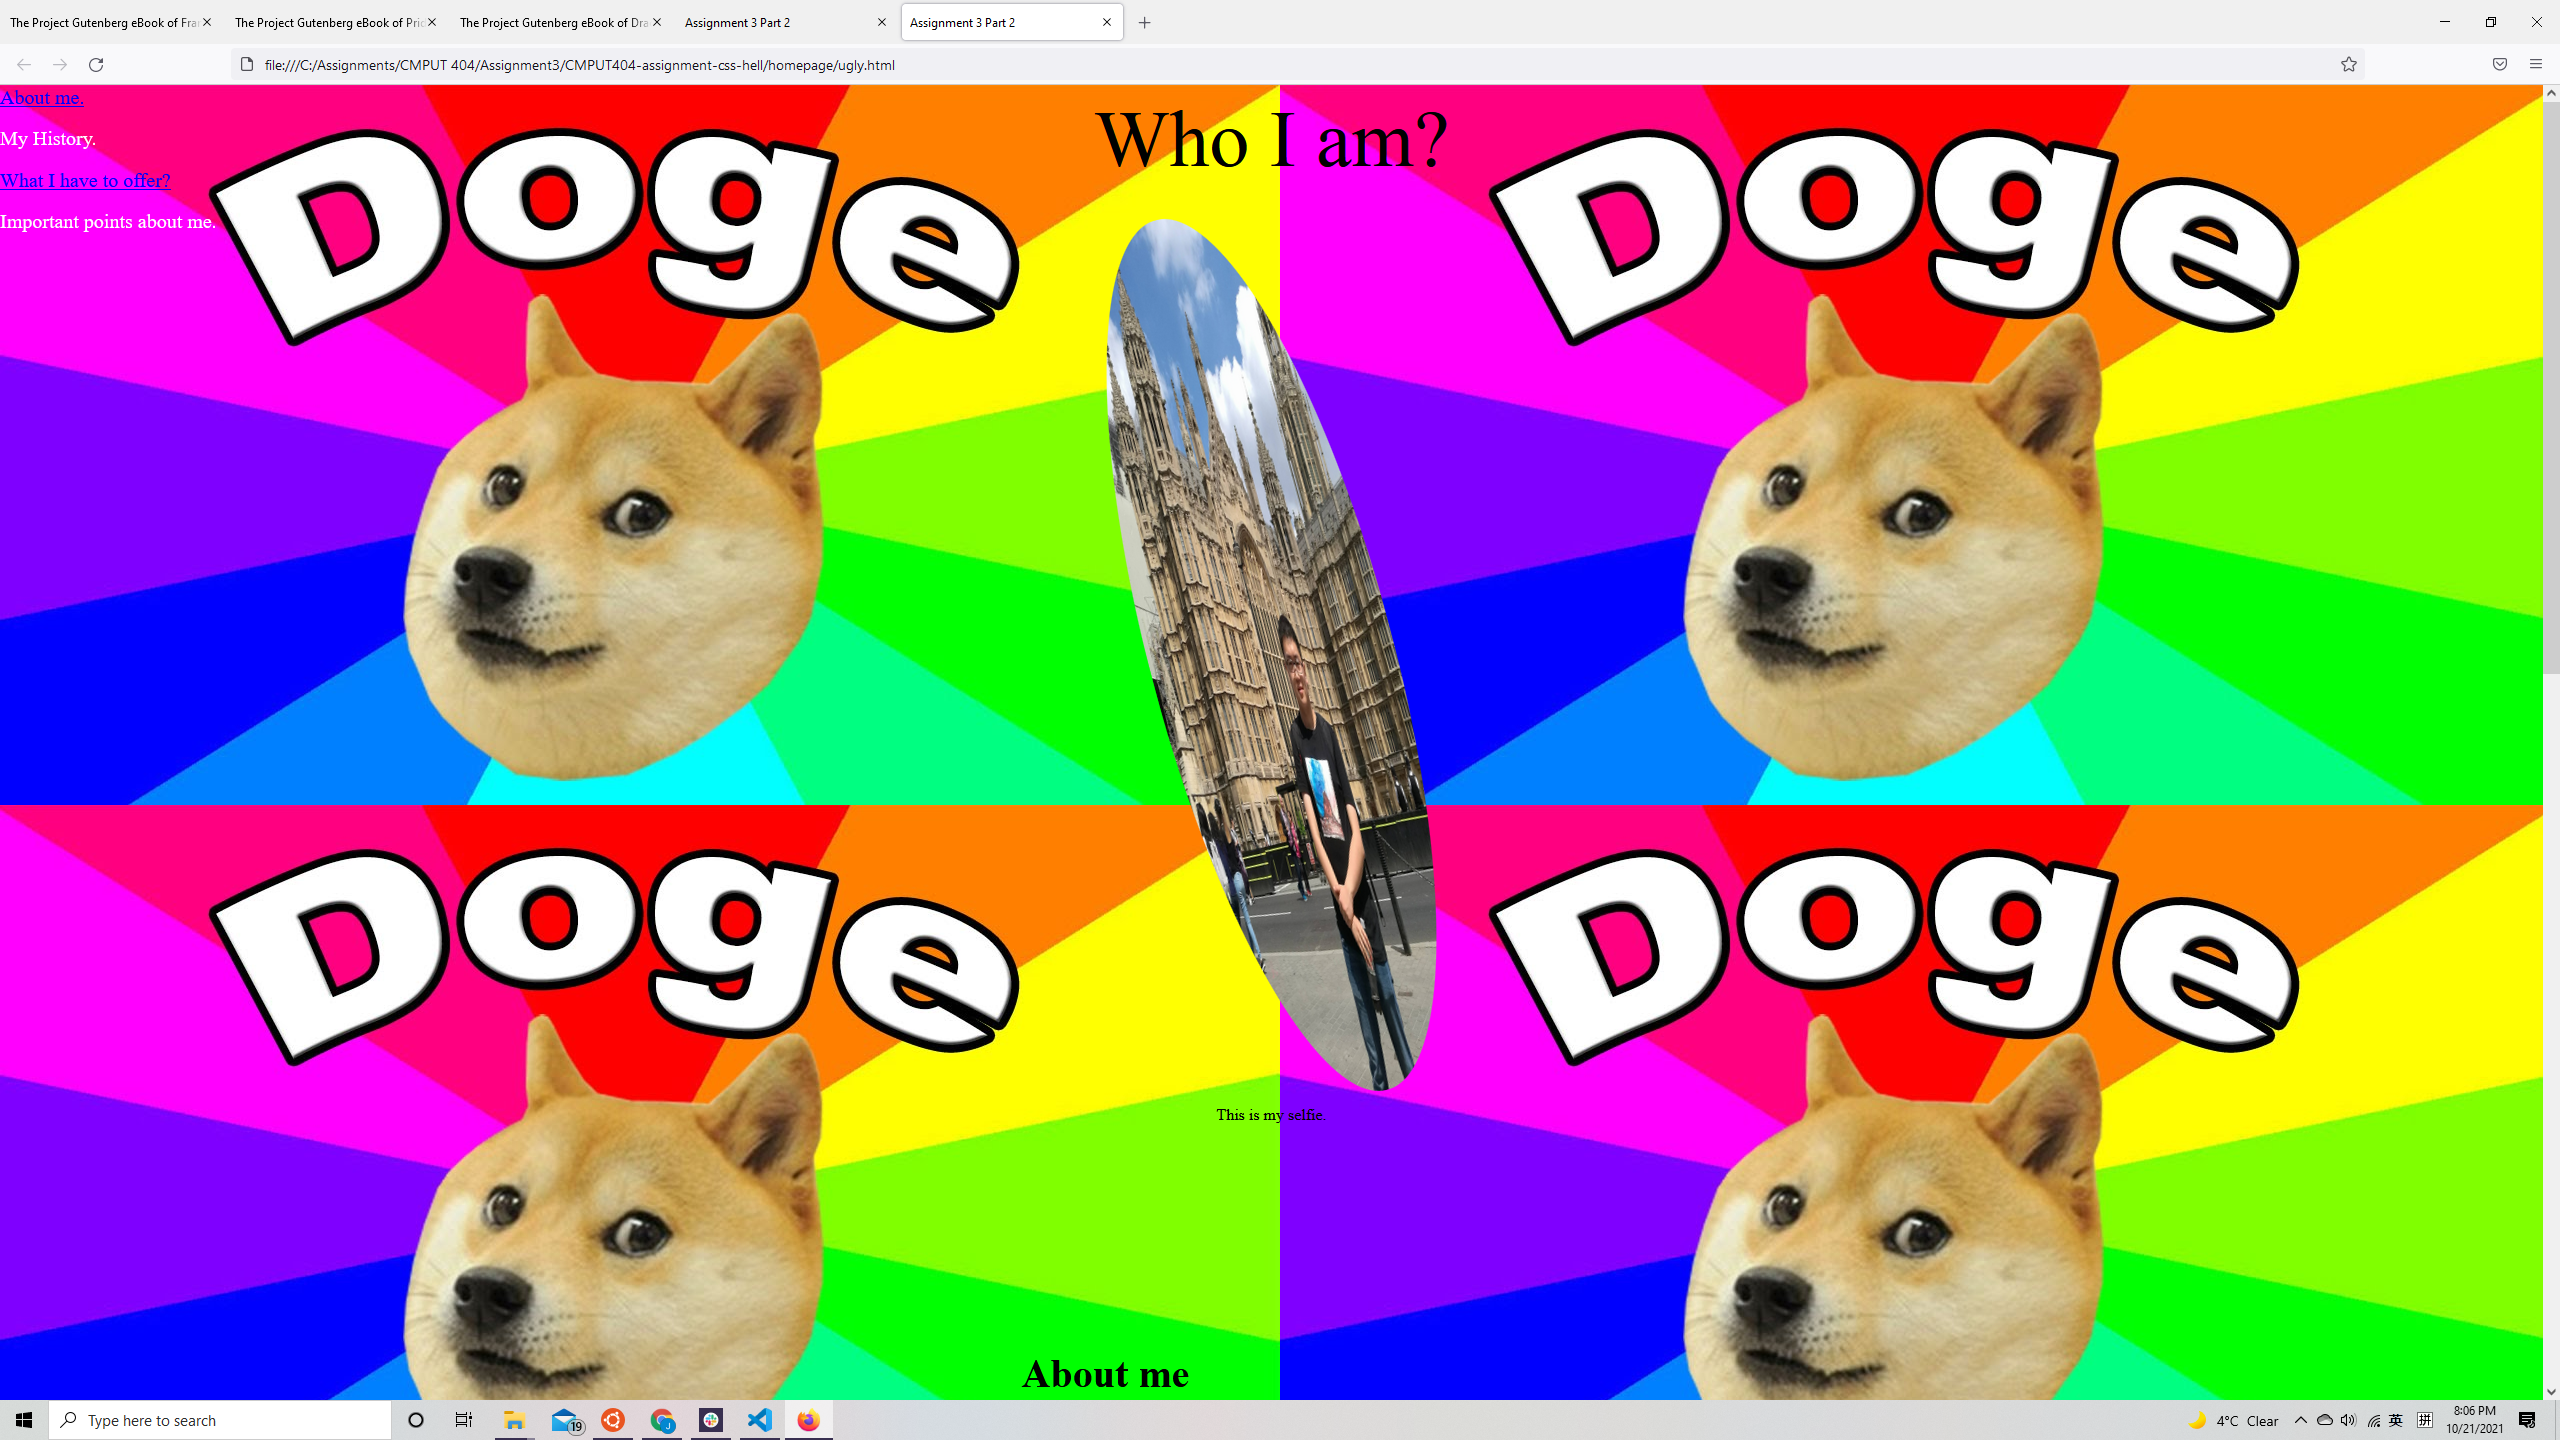 The Project Gutenberg eBook of Fra
The Project Gutenberg eBook of Prid
The Project Gutenberg eBook of Dra
Assignment 3 Part 2
Assignment 3 Part 2
file:///C:/Assignments/CMPUT 404/Assignment3/CMPUT404-assignment-css-hell/homepage/ugly.html
About me.
Who I am?
My History.
What I have to offer?
Important points about me.
Doge
Doge
Doge
Doge
This is my selfie.
About me
Type here to search
19
J
4°C Clear
英
拼
8:06 PM
10/21/2021